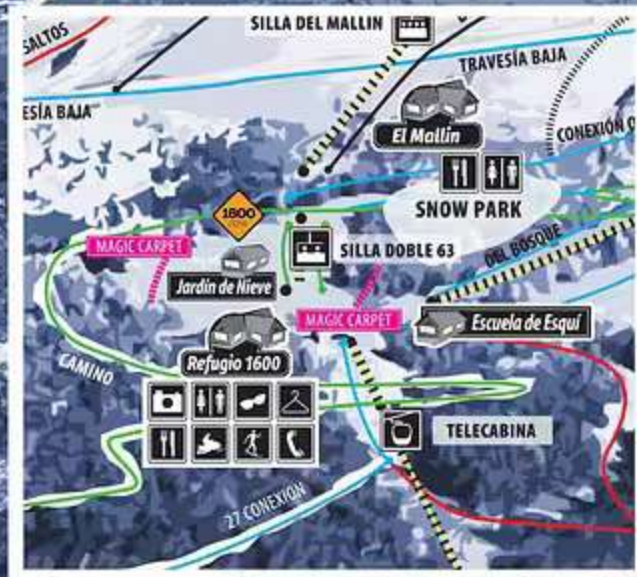 SALTOS
SILLA DEL MALLIN
TRAVESÍA BAJA
ESÍA BAJA
El Mallin
CONEXIÓN O
SNOW PARK
1800
MAGIC CARPET
SILLA DOBLE 63
DEL BOSQUE
Jardín de Nieve
MAGIC CARPET
Escuela de Esquí
Refugio 1600
CAMINO
TELECABINA
27 CONEXION